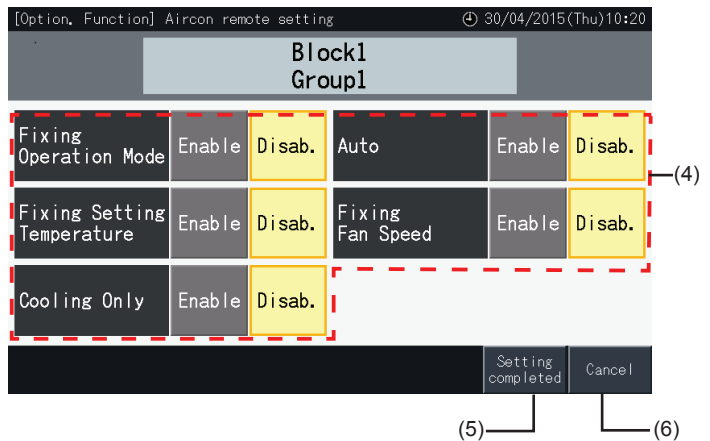 [Option. Function] Aircon remote setting 30/04/2015(Thu)10:20
Block1
Group1
Fixing
Operation Mode Enable Disab. Auto Enable Disab.
(4)
Fixing Setting
Temperature Enable Disab. Fixing
Fan Speed Enable Disab.
Cooling Only Enable Disab.
Setting
completed Cancel
(5) (6)